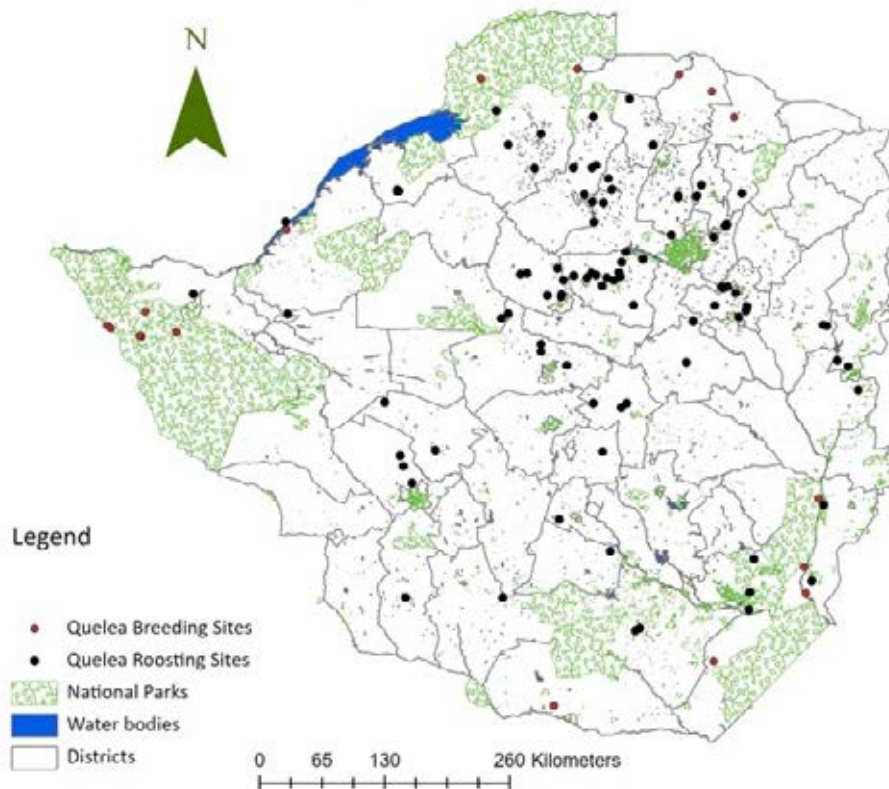 N
Legend
Quelea Breeding Sites
Quelea Roosting Sites
National Parks
Water bodies
Districts
0 65 130 260 Kilometers